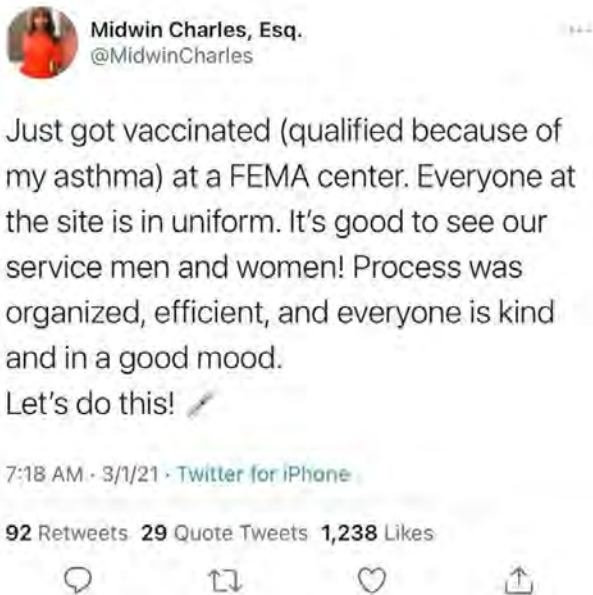 Midwin Charles, Esq.
@MidwinCharles
Just got vaccinated (qualified because of
my asthma) at a FEMA center. Everyone at
the site is in uniform. It's good to see our
service men and women! Process was
organized, efficient, and everyone is kind
and in a good mood.
Let's do this!
7:18 AM · 3/1/21 · Twitter for iPhone
92 Retweets 29 Quote Tweets 1,238 Likes